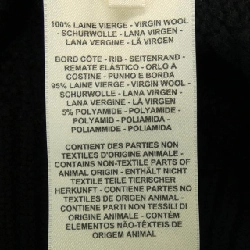 100% LAINE VIERGE - VIRGIN WOOL
SCHURWOLLE - LANA VERGINE -
LANA VERGINE - LÃ VIRGEN
BORD CÔTE - RIB - SEITENRAND -
REMATE ELASTICO - ORLO A
COSTINE - PUNHO E BORDA
95% LAINE VIERGE - VIRGIN WOOL
SCHURWOLLE - LANA VIRGEN -
LANA VERGINE - LÃ VIRGEM
5% POLYAMIDE - POLYAMIDE -
POLYAMID - POLIAMIDA -
POLIAMMIDE - POLIAMIDA
CONTIENT DES PARTIES NON
TEXTILES D'ORIGINE ANIMALE -
CONTAINS NON-TEXTILE PARTS OF
ANIMAL ORIGIN - ENTHÄLT NICHT
TEXTILE TEILE TIERISCHER
HERKUNFT - CONTIENE PARTES NO
TEXTILES DE ORIGEN ANIMAL -
CONTIENE PARTI NON TESSILI DI
ORIGINE ANIMALE - CONTÉM
ELEMENTOS NÃO-TÊXTEIS DE
ORIGEM ANIMAL